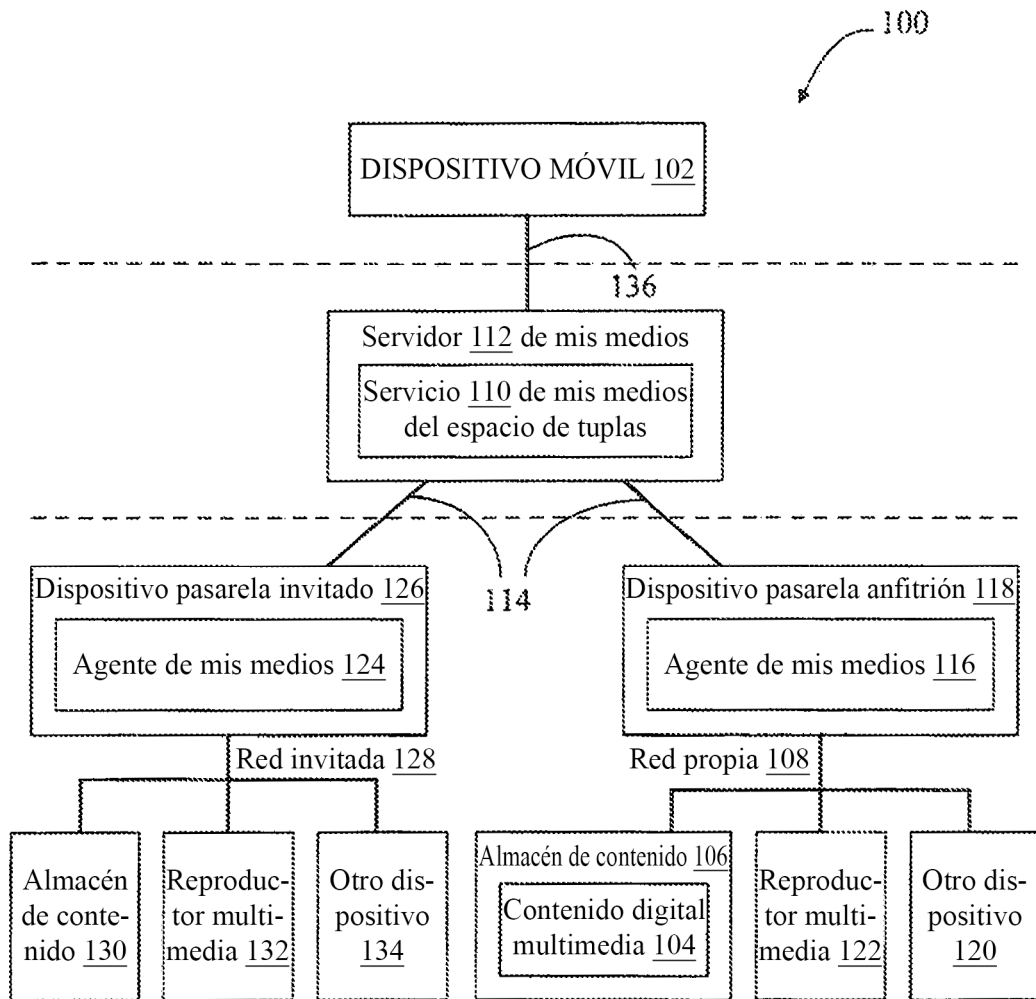 100
DISPOSITIVO MÓVIL 102
136
Servidor 112 de mis medios
Servicio 110 de mis medios
del espacio de tuplas
114
Dispositivo pasarela invitado 126
Agente de mis medios 124
Dispositivo pasarela anfitrión 118
Agente de mis medios 116
Red invitada 128
Red propia 108
Almacén
de conte-
nido 130
Reproduc-
tor multi-
media 132
Otro dis-
positivo
134
Almacén de contenido 106
Contenido digital
multimedia 104
Reproduc-
tor multi-
media 122
Otro dis-
positivo
120